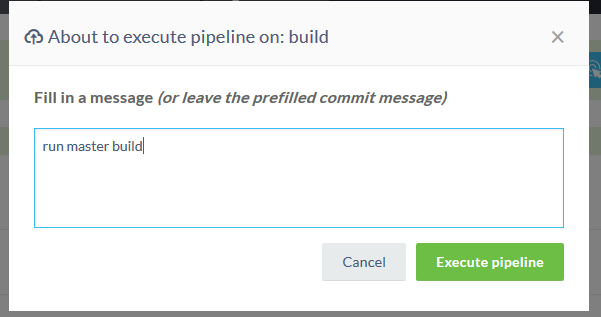 About to execute pipeline on: build
Fill in a message (or leave the prefilled commit message)
run master build
Cancel
Execute pipeline